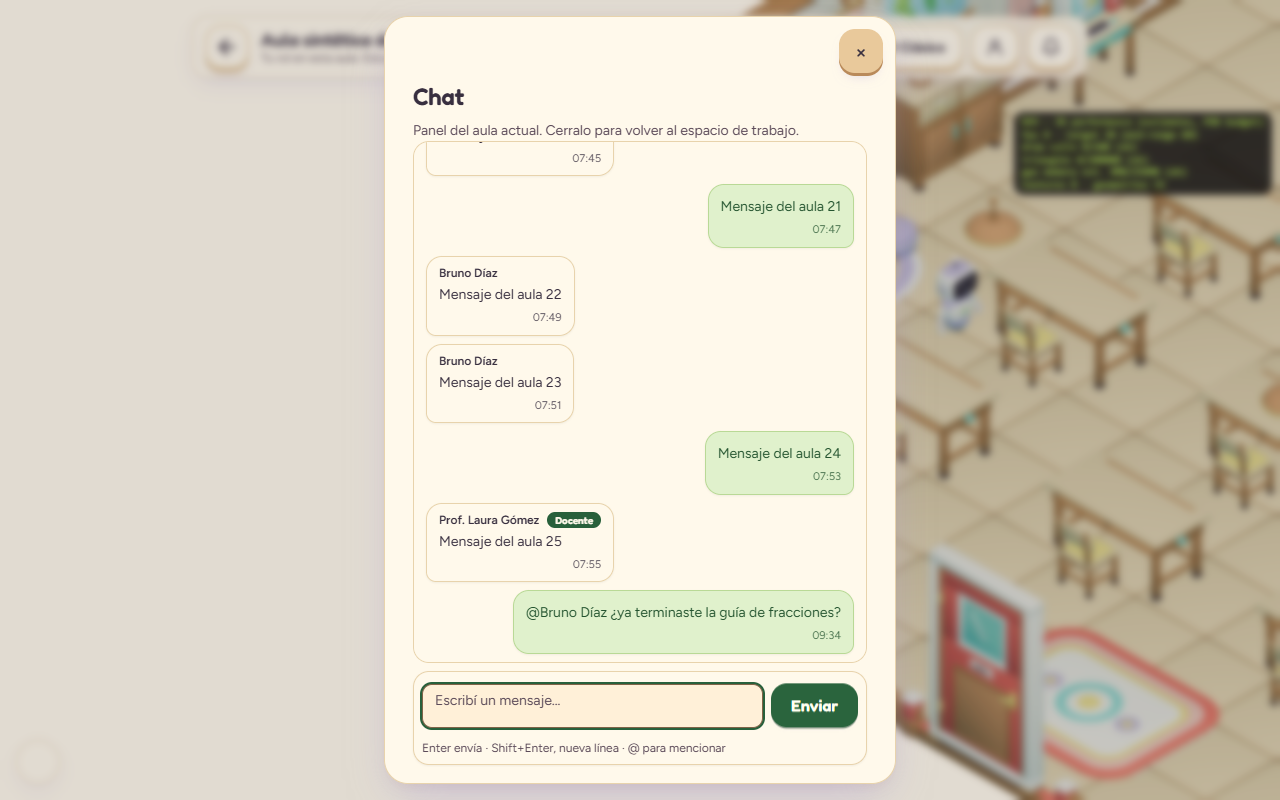 Aula sintética
×
Chat
Panel del aula actual. Cerralo para volver al espacio de trabajo.
07:45
Mensaje del aula 21
07:47
Bruno Díaz
Mensaje del aula 22
07:49
Bruno Díaz
Mensaje del aula 23
07:51
Mensaje del aula 24
07:53
Prof. Laura Gómez Docente
Mensaje del aula 25
07:55
@Bruno Díaz ¿ya terminaste la guía de fracciones?
09:34
Escribí un mensaje...
Enviar
Enter envía · Shift+Enter, nueva línea · @ para mencionar